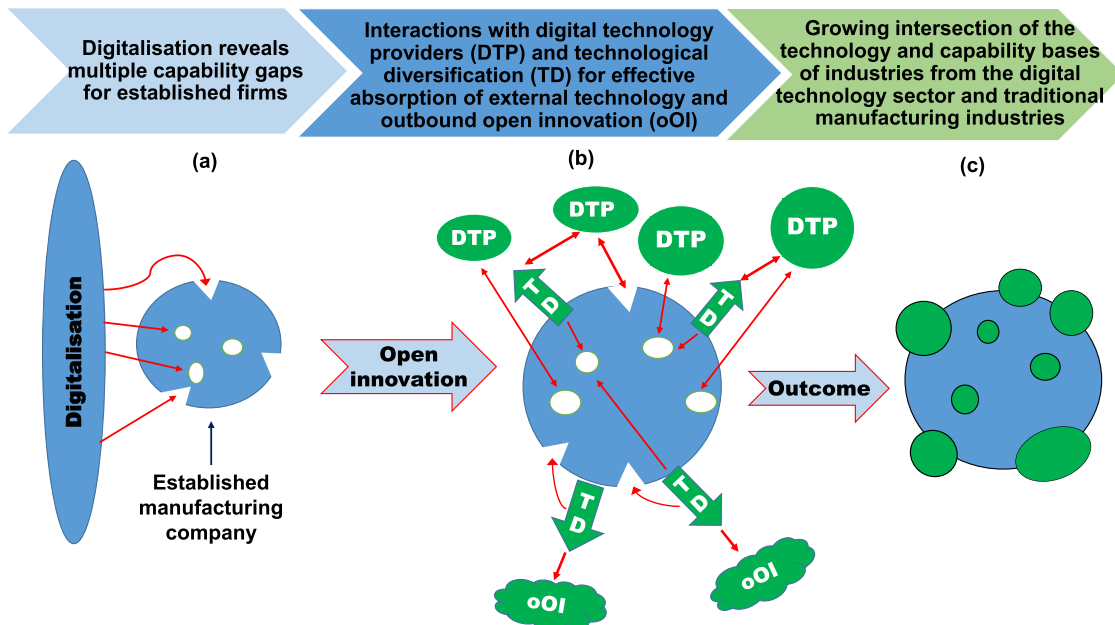 Digitalisation reveals
multiple capability gaps
for established firms
Interactions with digital technology
providers (DTP) and technological
diversification (TD) for effective
absorption of external technology and
outbound open innovation (oOI)
Growing intersection of the
technology and capability bases
of industries from the digital
technology sector and traditional
manufacturing industries
(a)
(b)
(c)
Digitalisation
Established
manufacturing
company
Open
innovation
DTP
DTP
DTP
DTP
TD
TD
TD
TD
oOI
oOI
Outcome